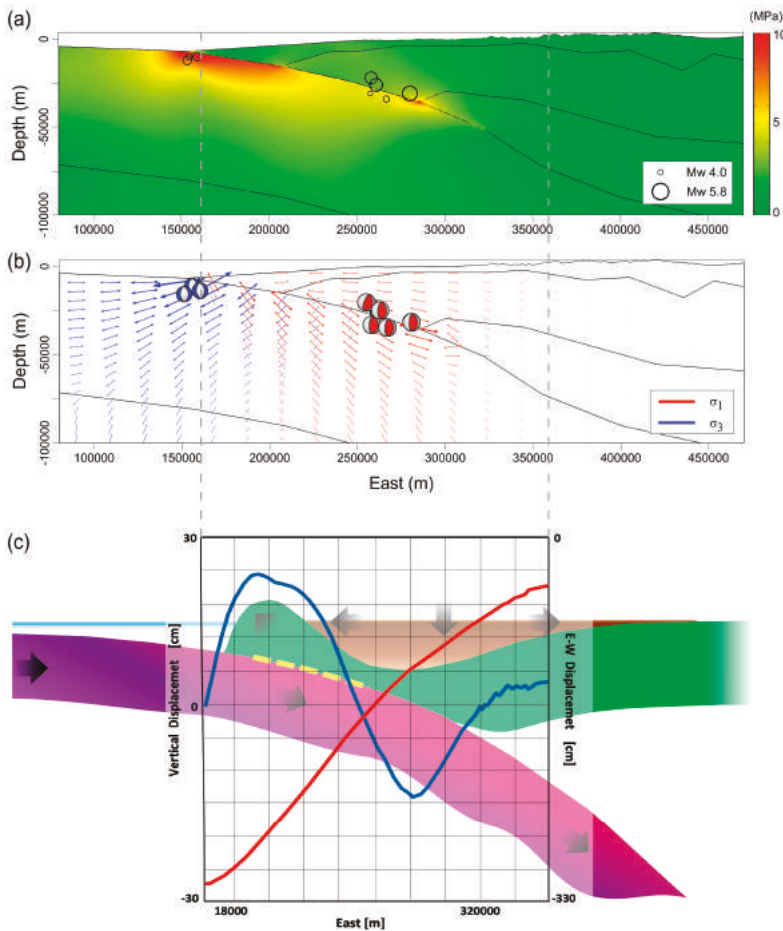 (a)
(MPa)
0
-50000
-100000
Depth (m)
10
5
0
Mw 4.0
Mw 5.8
100000 150000 200000 250000 300000 350000 400000 450000
(b)
0
-50000
-100000
Depth (m)
σ1
σ3
100000 150000 200000 250000 300000 350000 400000 450000
East (m)
(c)
30
0
Vertical Displacemet [cm]
E-W Displacemet [cm]
0
-30
-330
18000
320000
East [m]